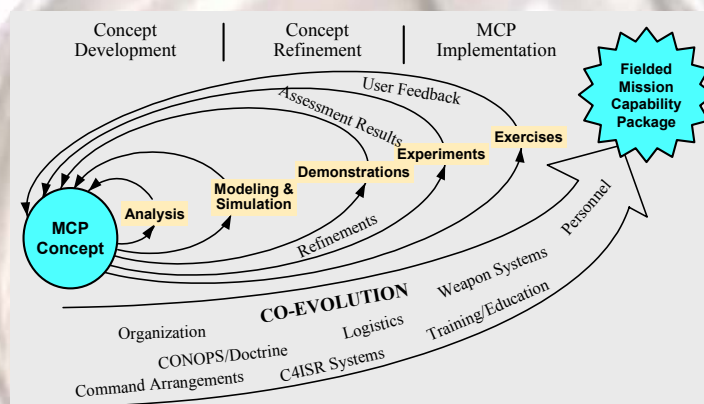 Concept
Development
Concept
Refinement
MCP
Implementation
Fielded
Mission
Capability
Package
User Feedback
Assessment Results
Exercises
Experiments
Demonstrations
Modeling &
Simulation
Analysis
MCP
Concept
Refinements
Personnel
Weapon Systems
CO-EVOLUTION
Organization
Logistics
Training/Education
CONOPS/Doctrine
C4ISR Systems
Command Arrangements